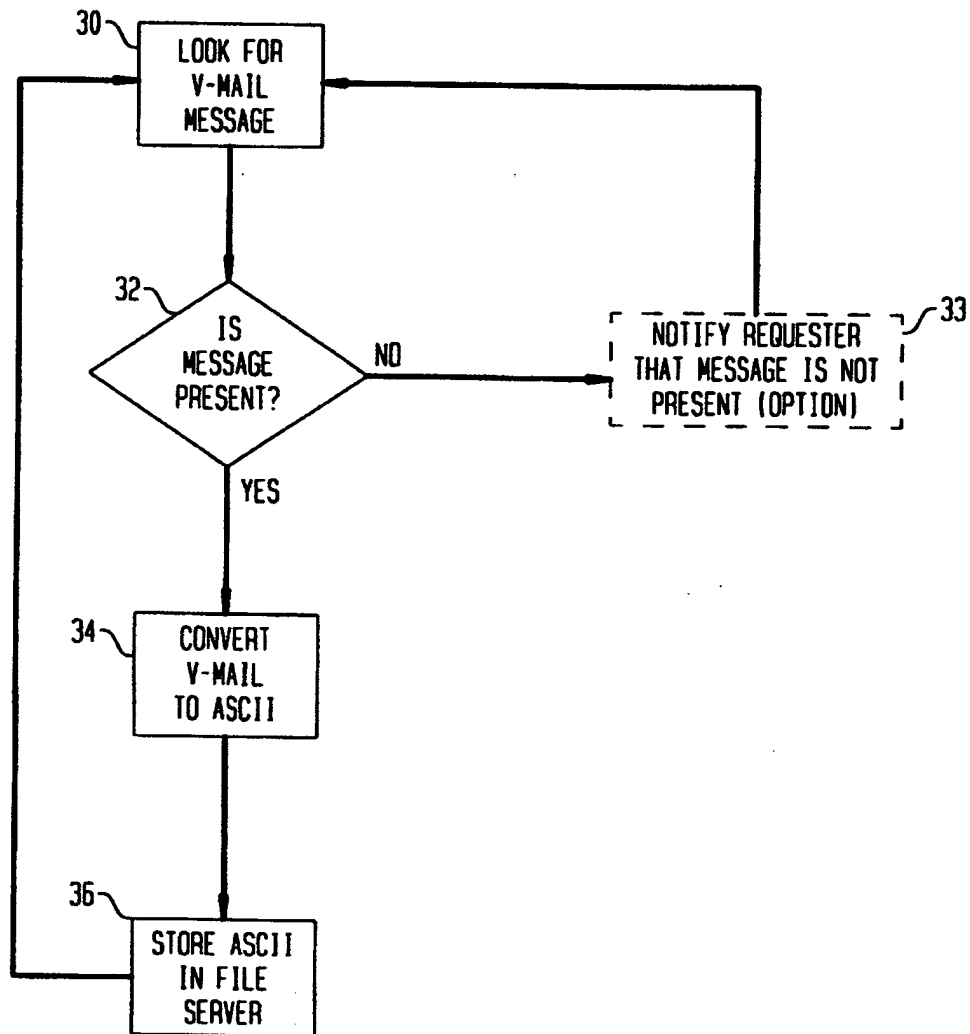 30
LOOK FOR
V-MAIL
MESSAGE
32
IS
MESSAGE
PRESENT?
NO
33
NOTIFY REQUESTER
THAT MESSAGE IS NOT
PRESENT (OPTION)
YES
34
CONVERT
V-MAIL
TO ASCII
36
STORE ASCII
IN FILE
SERVER